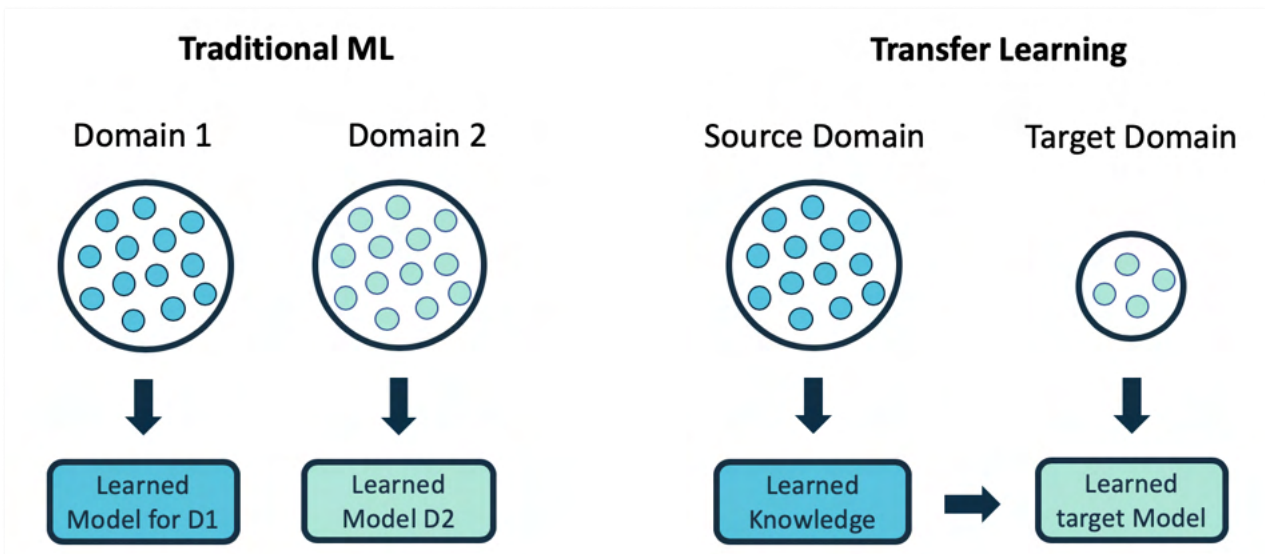 Traditional ML
Transfer Learning
Domain 1
Domain 2
Source Domain
Target Domain
Learned
Model for D1
Learned
Model D2
Learned
Knowledge
Learned
target Model